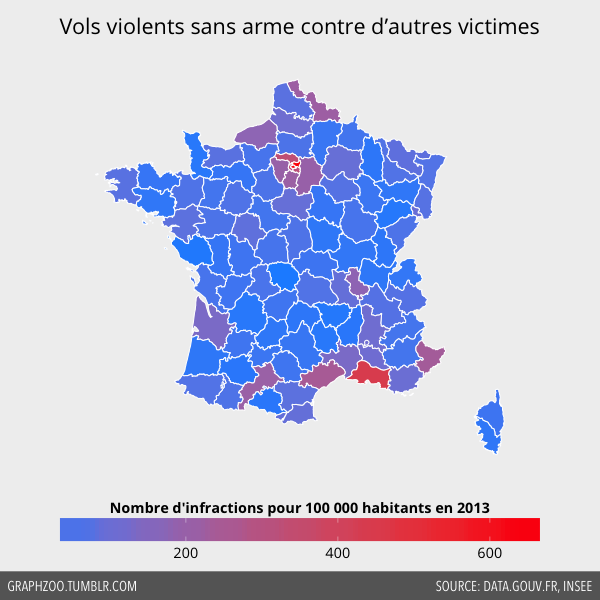 Vols violents sans arme contre d’autres victimes
Nombre d'infractions pour 100 000 habitants en 2013
200 400 600
GRAPHZOO.TUMBLR.COM SOURCE: DATA.GOUV.FR, INSEE